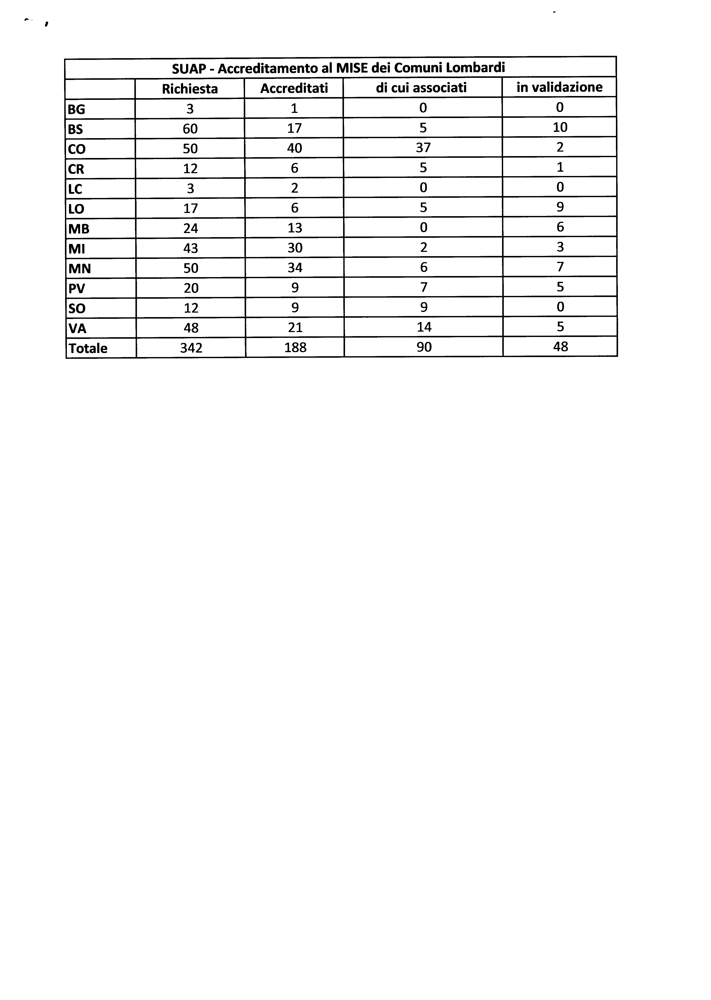 SUAP - Accreditamento al MISE dei Comuni Lombardi
Richiesta Accreditati di cui associati in validazione
BG 3 1 0 0
BS 60 17 5 10
CO 50 40 37 2
CR 12 6 5 1
LC 3 2 0 0
LO 17 6 5 9
MB 24 13 0 6
MI 43 30 2 3
MN 50 34 6 7
PV 20 9 7 5
SO 12 9 9 0
VA 48 21 14 5
Totale 342 188 90 48